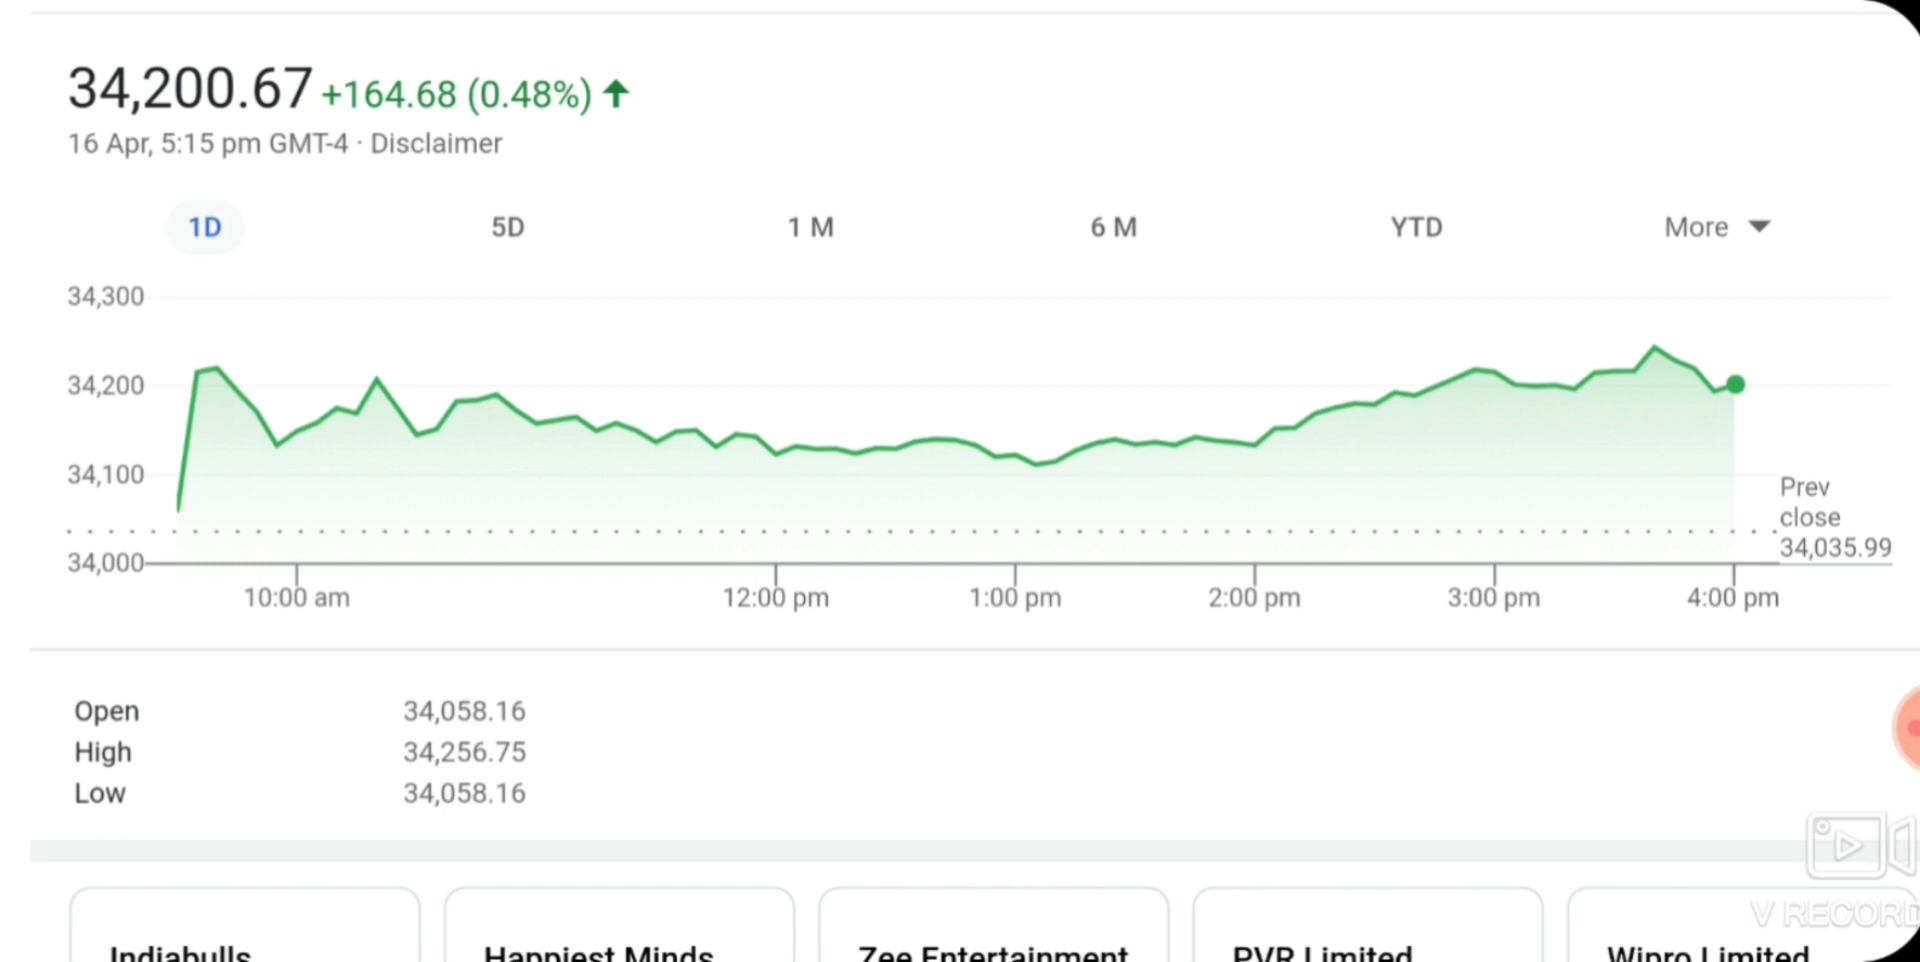 34,200.67 +164.68 (0.48%)
16 Apr, 5:15 pm GMT-4 · Disclaimer
1D 5D 1 M 6 M YTD More
34,300
34,200
34,100
34,000
Prev
close
34,035.99
10:00 am 12:00 pm 1:00 pm 2:00 pm 3:00 pm 4:00 pm
Open 34,058.16
High 34,256.75
Low 34,058.16
V RECORD
Indiabulls Happiest Minds Zee Entertainment PVR Limited Wipro Limited